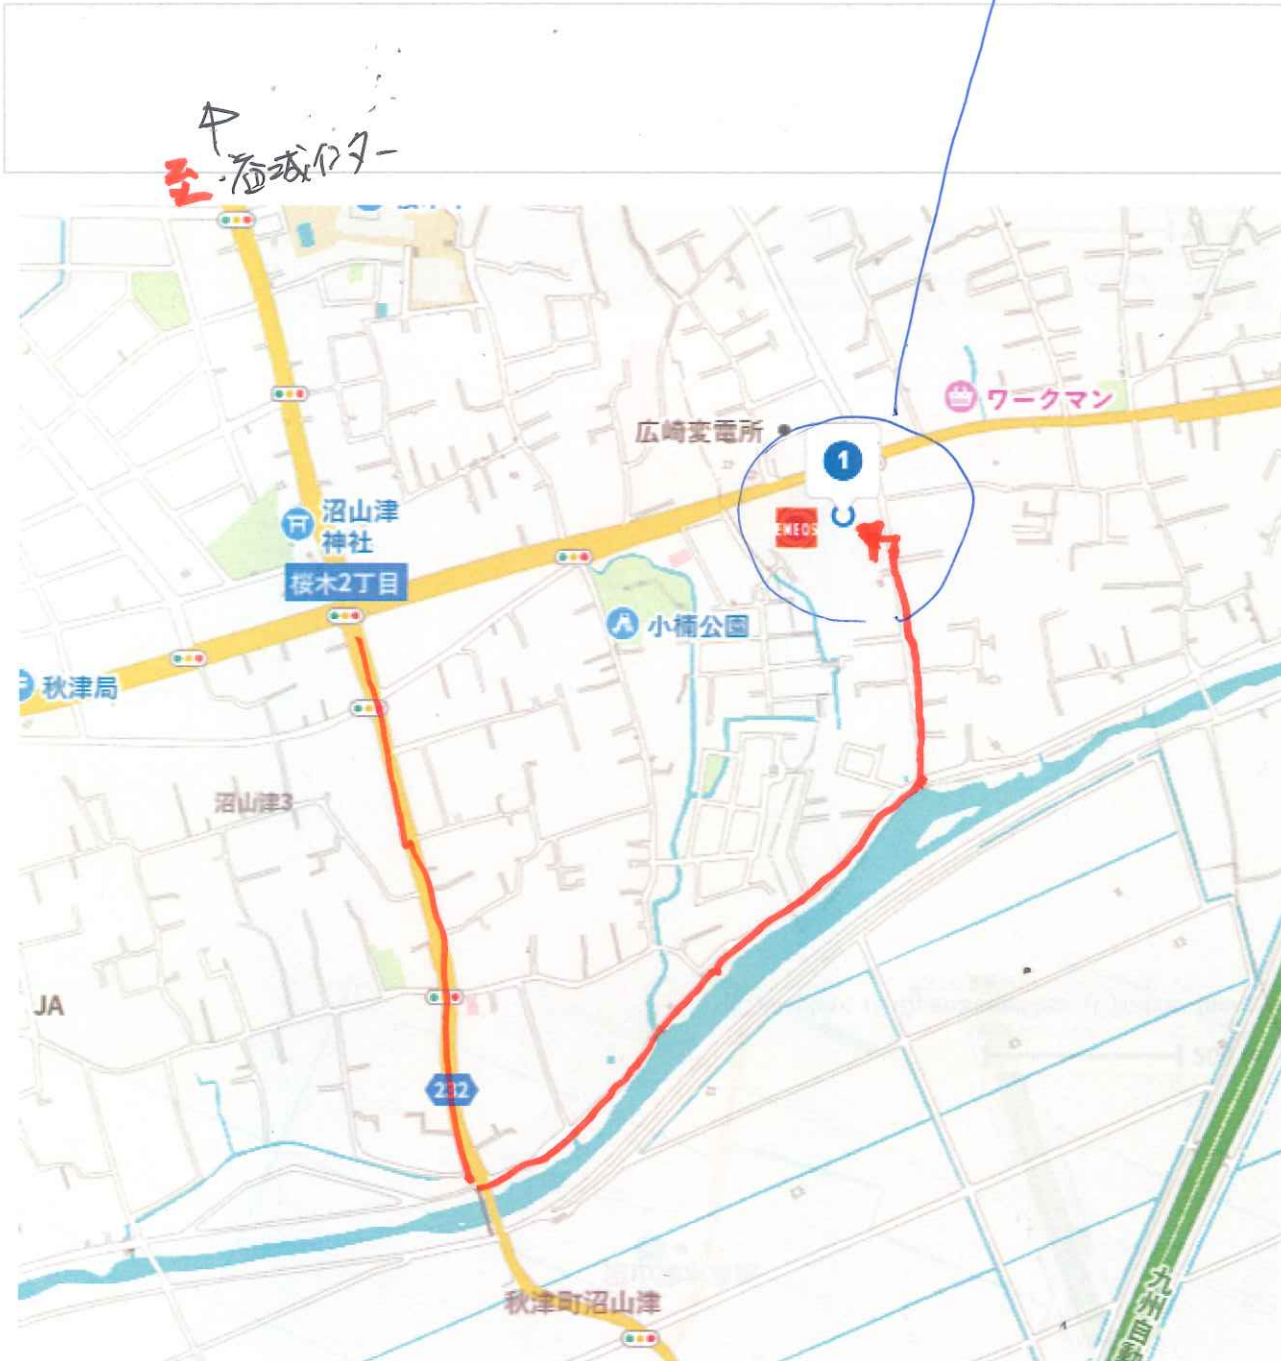 至 益城インター
ワークマン
広崎変電所
1
ENEOS
沼山津
神社
桜木2丁目
小楠公園
秋津局
沼山津3
JA
232
秋津町沼山津
九州自動